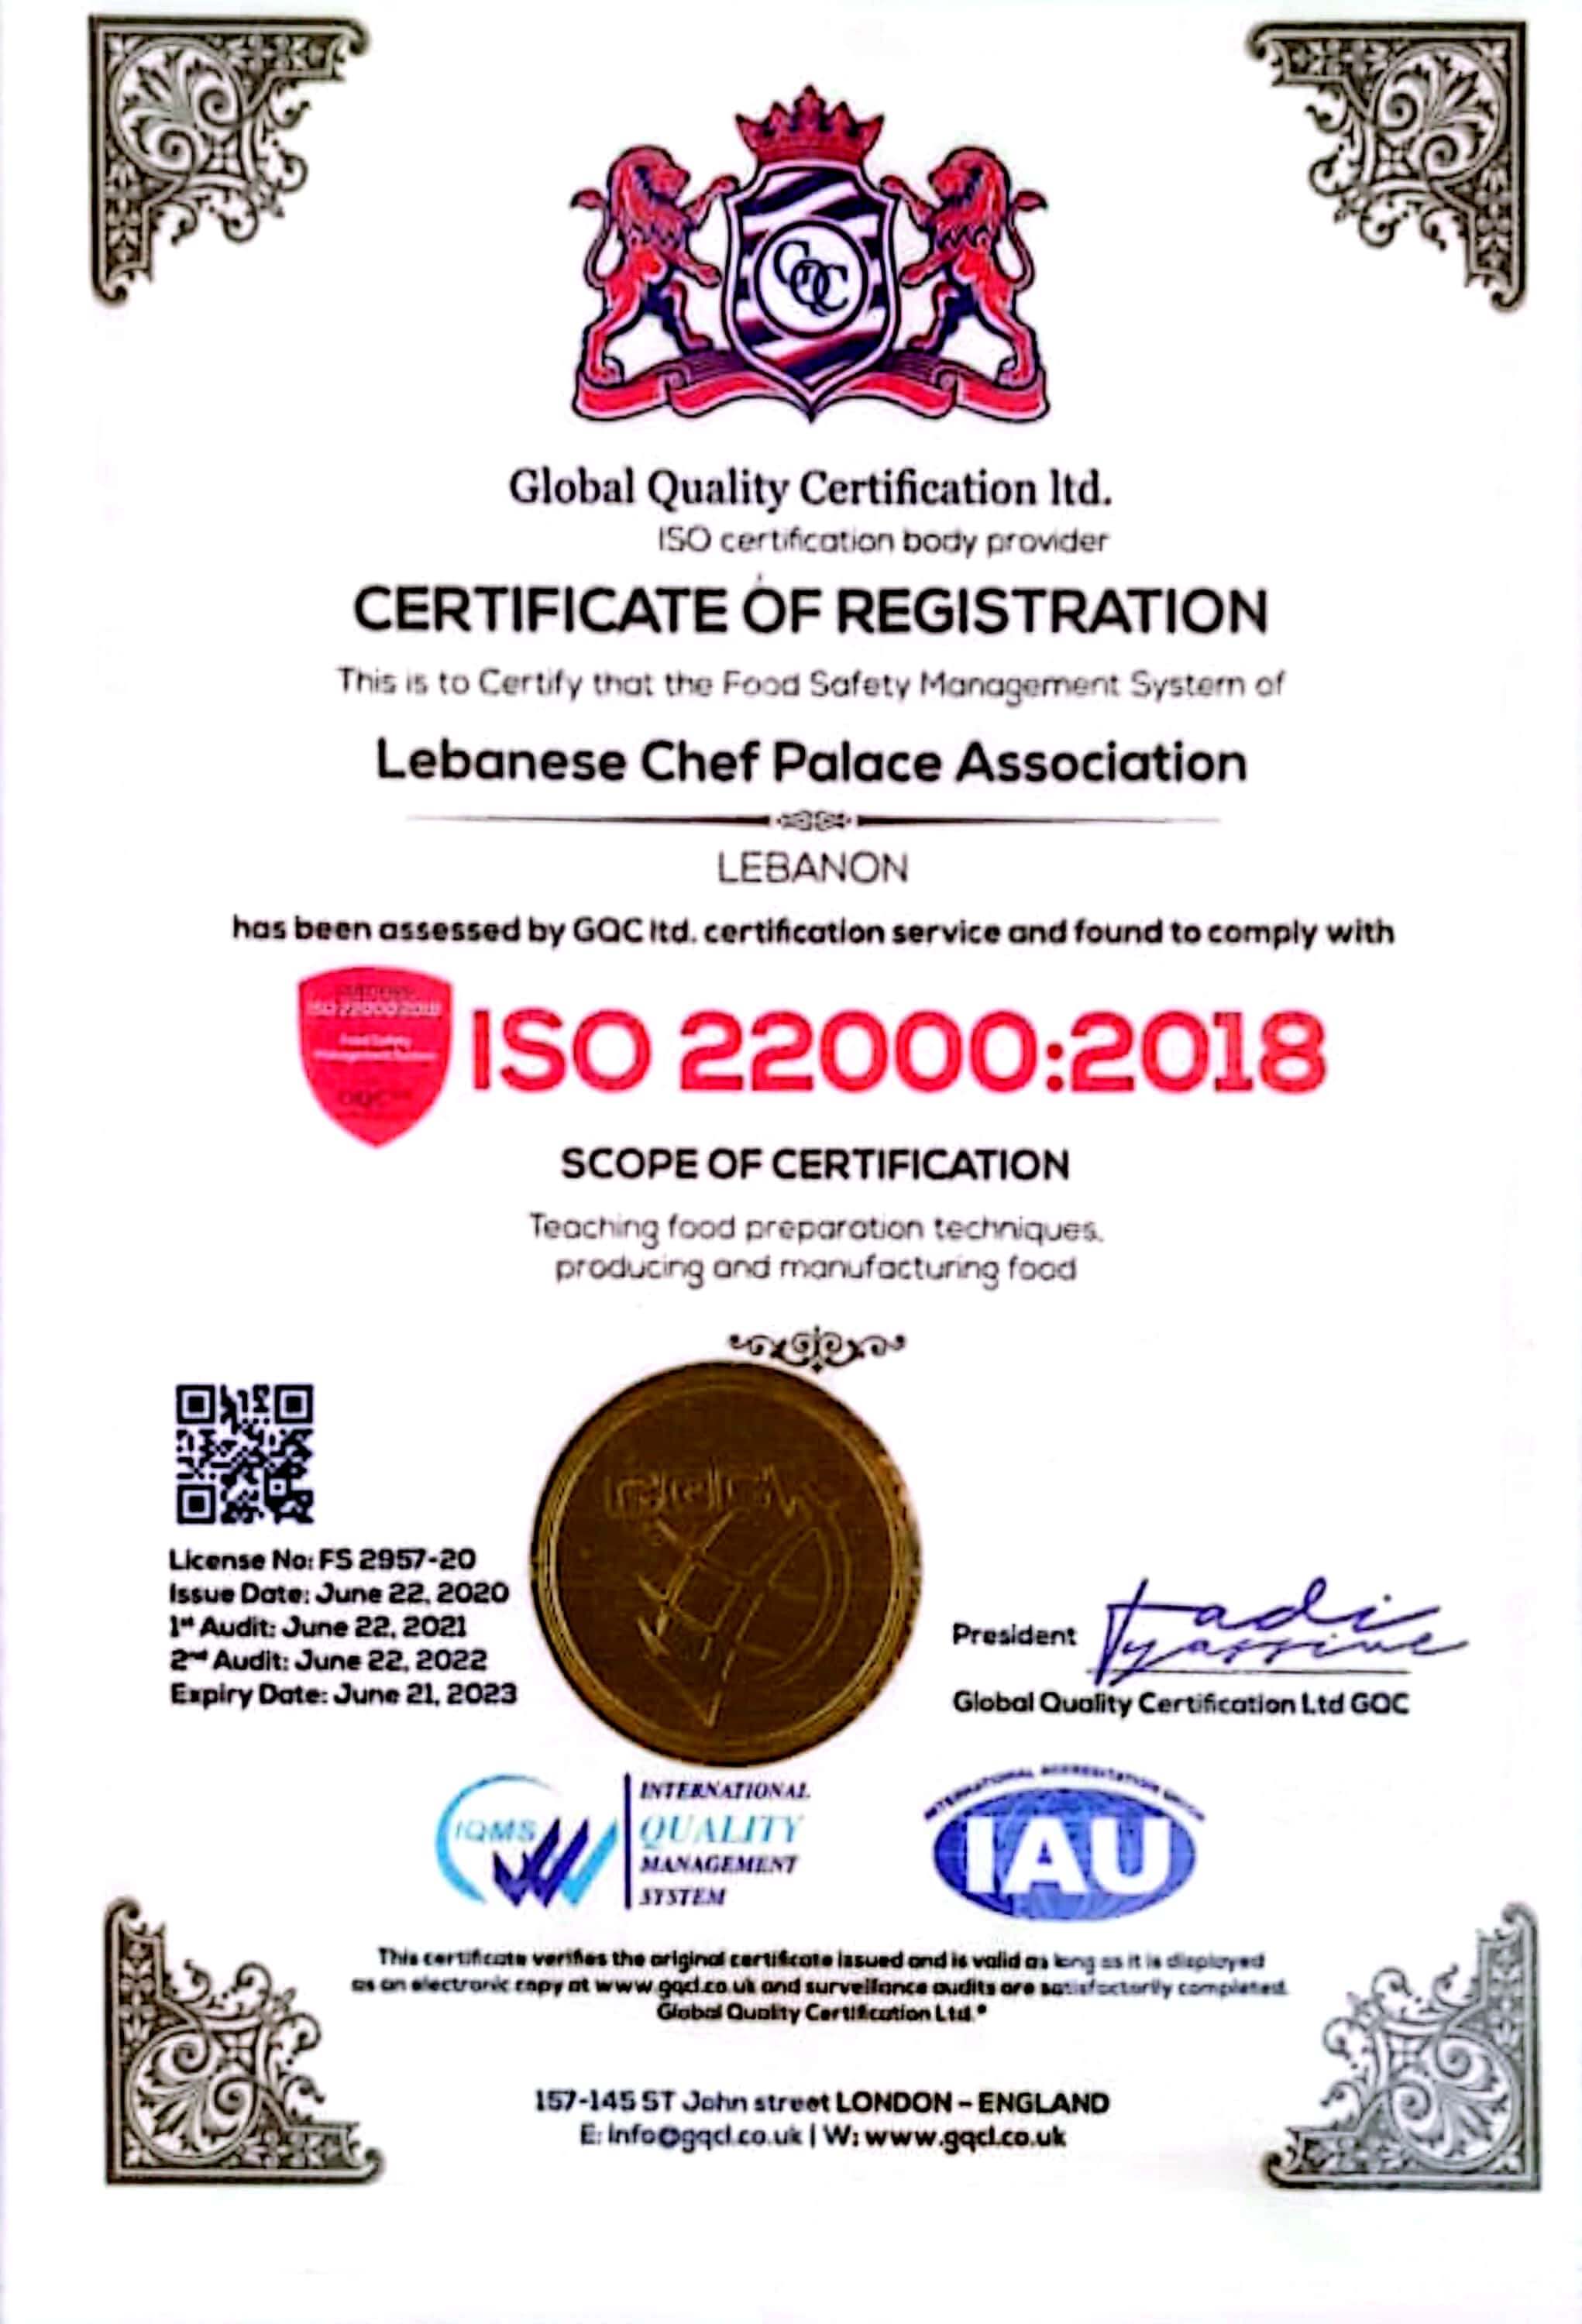 GQC
Global Quality Certification ltd.
ISO certification body provider
CERTIFICATE OF REGISTRATION
This is to Certify that the Food Safety Management System of
Lebanese Chef Palace Association
LEBANON
has been assessed by GQC ltd. certification service and found to comply with
ISO 22000:2018
Food Safety
Management System
GQC
ISO 22000:2018
SCOPE OF CERTIFICATION
Teaching food preparation techniques,
producing and manufacturing food
License No: FS 2957-20
Issue Date: June 22, 2020
1st Audit: June 22, 2021
2nd Audit: June 22, 2022
Expiry Date: June 21, 2023
President
yassine
Global Quality Certification Ltd GQC
IQMS
INTERNATIONAL
QUALITY
MANAGEMENT
SYSTEM
INTERNATIONAL ACCREDITATION
IAU
This certificate verifies the original certificate issued and is valid as long as it is displayed
as an electronic copy at www.gqcl.co.uk and surveillance audits are satisfactorily completed.
Global Quality Certification Ltd.®
157-145 ST John street LONDON - ENGLAND
E: info@gqcl.co.uk | W: www.gqcl.co.uk